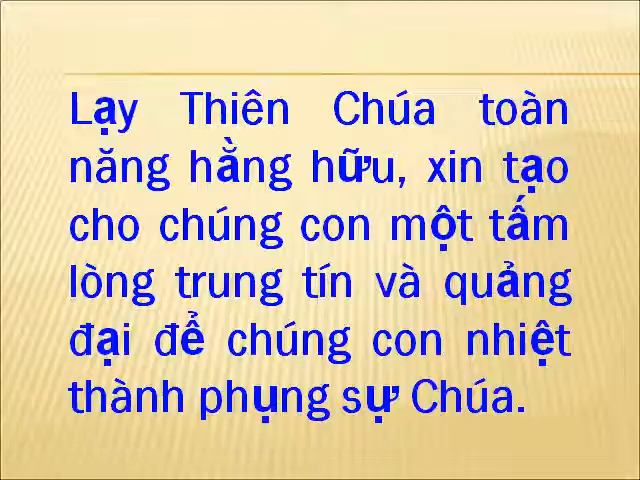 Lạy Thiên Chúa toàn
năng hằng hữu, xin tạo
cho chúng con một tấm
lòng trung tín và quảng
đại để chúng con nhiệt
thành phụng sự Chúa.